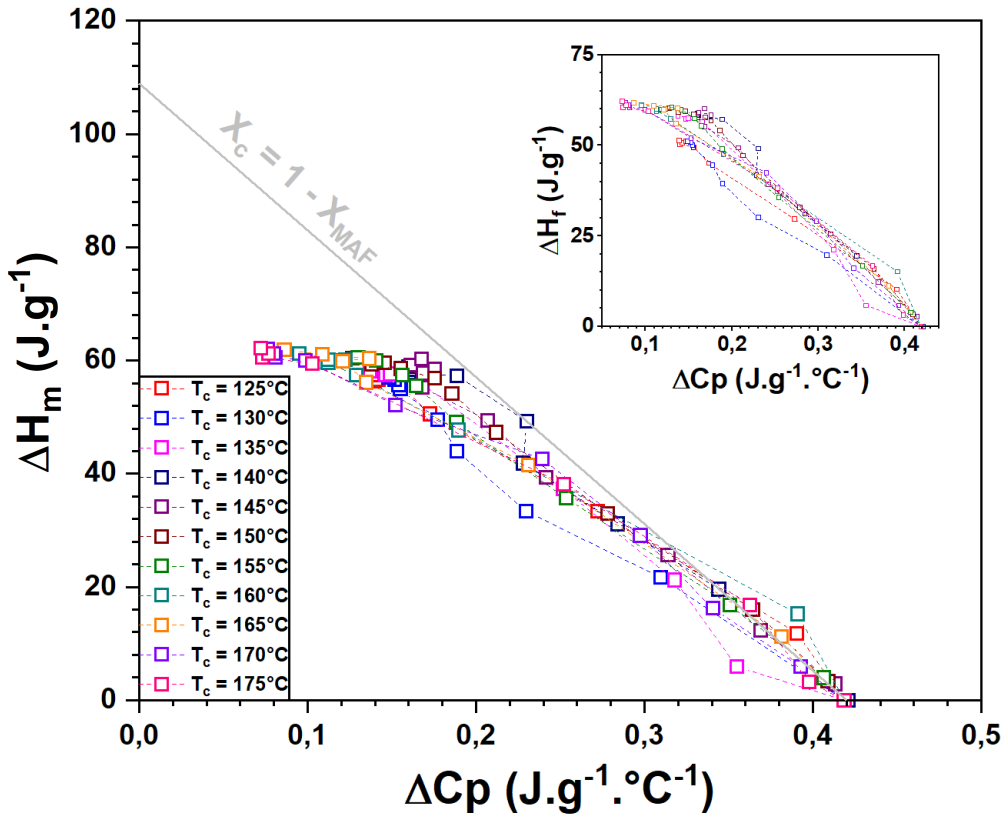 120
100
80
60
40
20
0
ΔHm (J.g-1)
Xc = 1 - XMAF
Tc = 125°C
Tc = 130°C
Tc = 135°C
Tc = 140°C
Tc = 145°C
Tc = 150°C
Tc = 155°C
Tc = 160°C
Tc = 165°C
Tc = 170°C
Tc = 175°C
0,0 0,1 0,2 0,3 0,4 0,5
ΔCp (J.g-1.°C-1)
75
50
25
0
ΔHf (J.g-1)
0,1 0,2 0,3 0,4
ΔCp (J.g-1.°C-1)